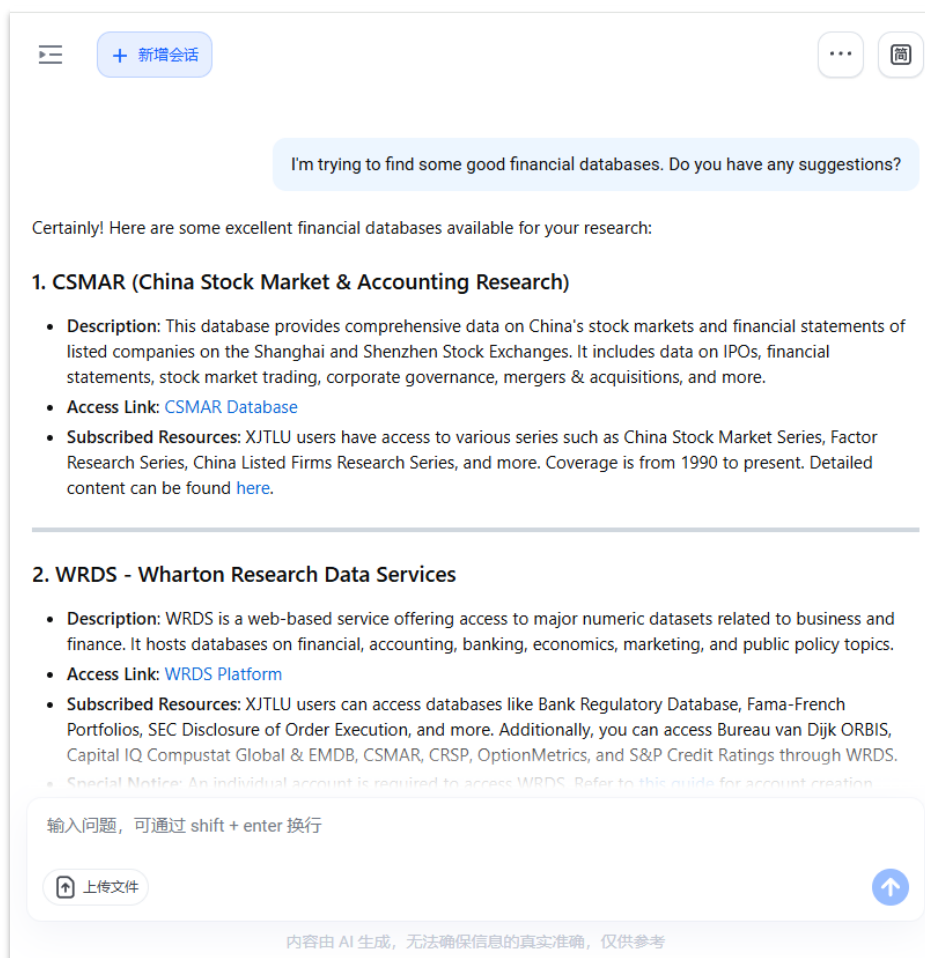 + 新增会话
···
简
I'm trying to find some good financial databases. Do you have any suggestions?
Certainly! Here are some excellent financial databases available for your research:
1. CSMAR (China Stock Market & Accounting Research)
• Description: This database provides comprehensive data on China's stock markets and financial statements of
listed companies on the Shanghai and Shenzhen Stock Exchanges. It includes data on IPOs, financial
statements, stock market trading, corporate governance, mergers & acquisitions, and more.
• Access Link: CSMAR Database
• Subscribed Resources: XJTLU users have access to various series such as China Stock Market Series, Factor
Research Series, China Listed Firms Research Series, and more. Coverage is from 1990 to present. Detailed
content can be found here.
2. WRDS - Wharton Research Data Services
• Description: WRDS is a web-based service offering access to major numeric datasets related to business and
finance. It hosts databases on financial, accounting, banking, economics, marketing, and public policy topics.
• Access Link: WRDS Platform
• Subscribed Resources: XJTLU users can access databases like Bank Regulatory Database, Fama-French
Portfolios, SEC Disclosure of Order Execution, and more. Additionally, you can access Bureau van Dijk ORBIS,
Capital IQ Compustat Global & EMDB, CSMAR, CRSP, OptionMetrics, and S&P Credit Ratings through WRDS.
• Special Notice: An individual account is required to access WRDS. Refer to this guide for account creation
输入问题，可通过 shift + enter 换行
上传文件
内容由 AI 生成，无法确保信息的真实准确，仅供参考